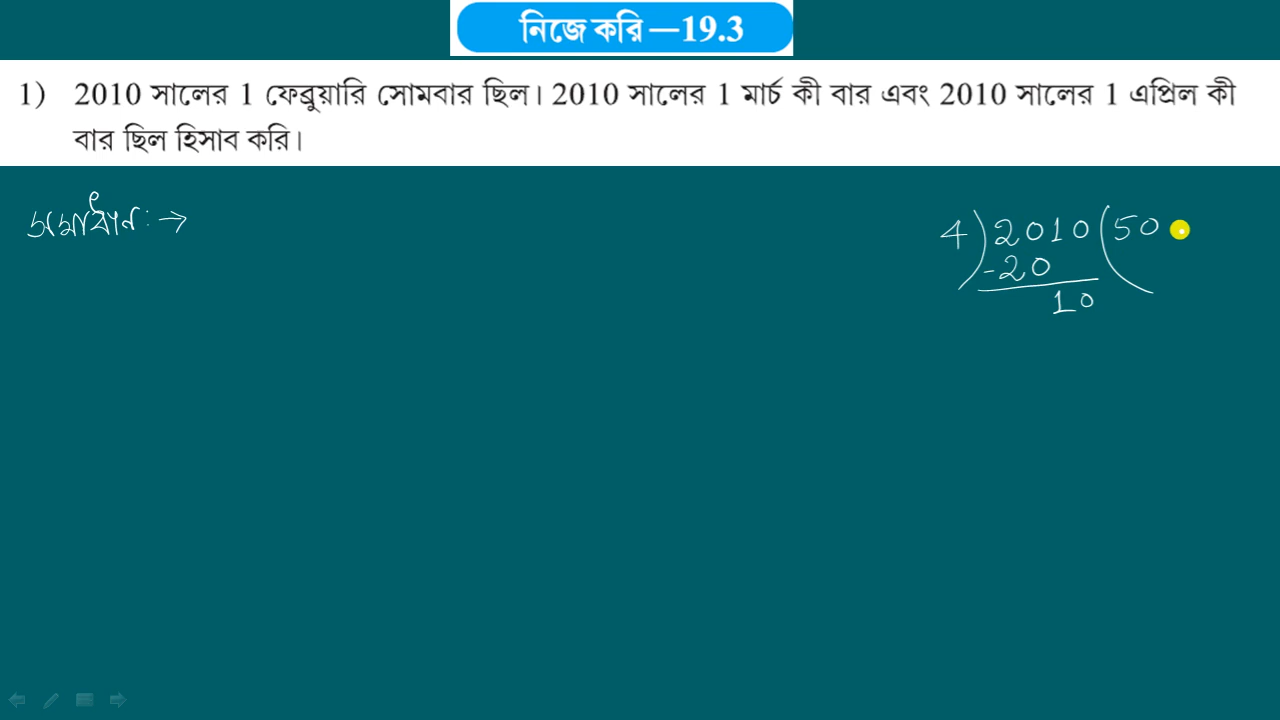 নিজে করি —19.3
1) 2010 সালের 1 ফেব্রুয়ারি সোমবার ছিল। 2010 সালের 1 মার্চ কী বার এবং 2010 সালের 1 এপ্রিল কী
বার ছিল হিসাব করি।
সমাধান :→
4) 2010 (50
-20
10